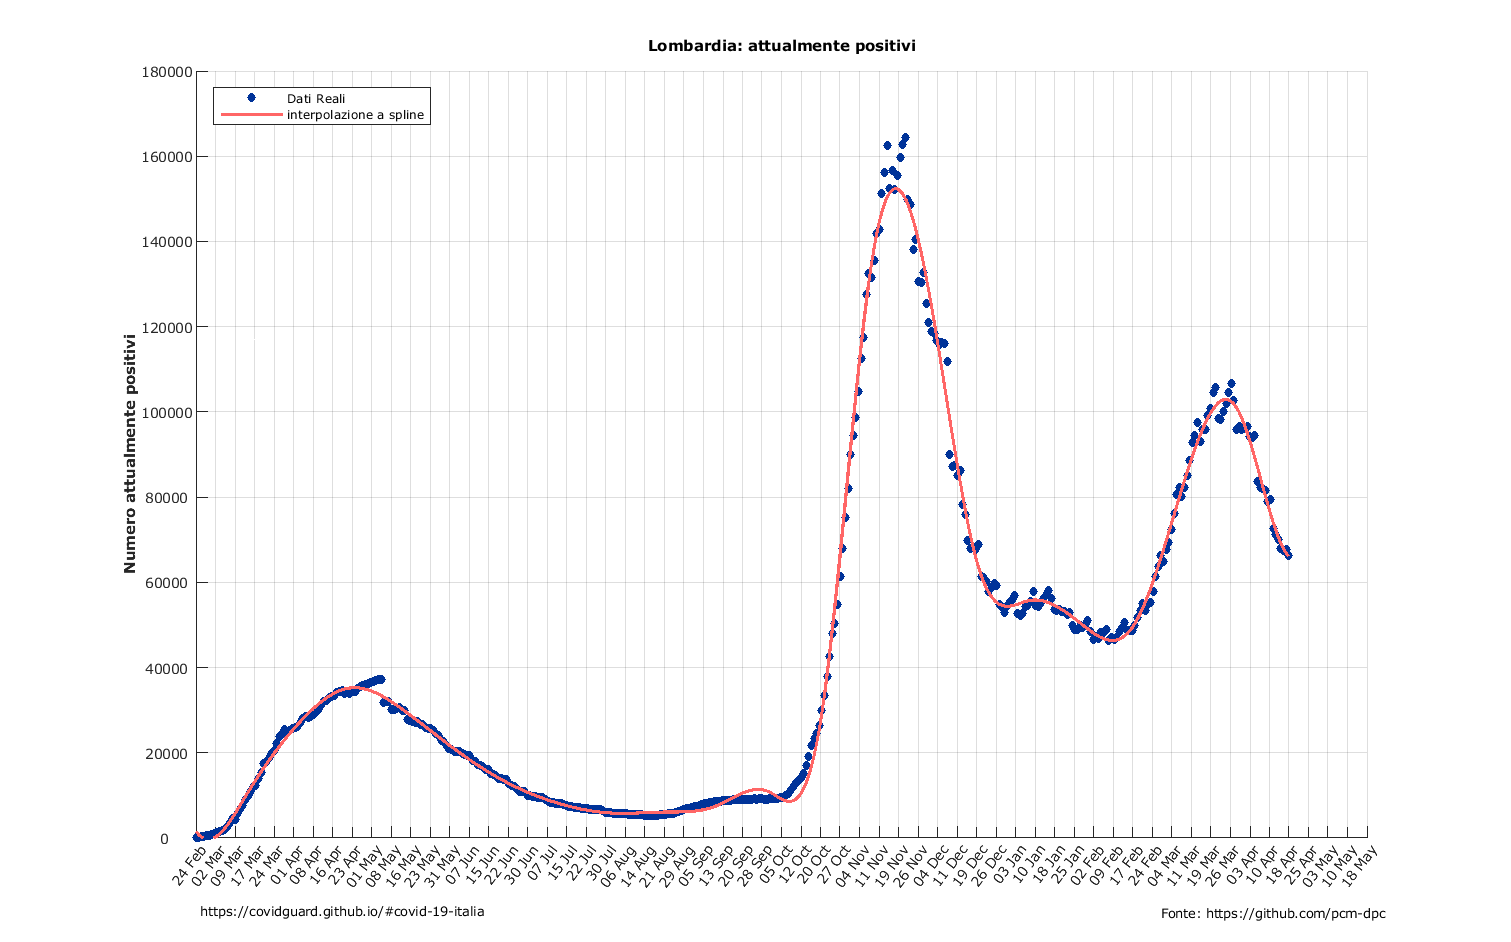 Lombardia: attualmente positivi
Dati Reali
interpolazione a spline
Numero attualmente positivi
180000
160000
140000
120000
100000
80000
60000
40000
20000
0
24 Feb
02 Mar
09 Mar
17 Mar
24 Mar
01 Apr
08 Apr
16 Apr
23 Apr
01 May
08 May
16 May
23 May
31 May
07 Jun
15 Jun
22 Jun
30 Jun
07 Jul
15 Jul
22 Jul
30 Jul
06 Aug
14 Aug
21 Aug
29 Aug
05 Sep
13 Sep
20 Sep
28 Sep
05 Oct
12 Oct
20 Oct
27 Oct
04 Nov
11 Nov
19 Nov
26 Nov
04 Dec
11 Dec
19 Dec
26 Dec
03 Jan
10 Jan
18 Jan
25 Jan
02 Feb
09 Feb
17 Feb
24 Feb
04 Mar
11 Mar
19 Mar
26 Mar
03 Apr
10 Apr
18 Apr
25 Apr
03 May
10 May
18 May
https://covidguard.github.io/#covid-19-italia
Fonte: https://github.com/pcm-dpc